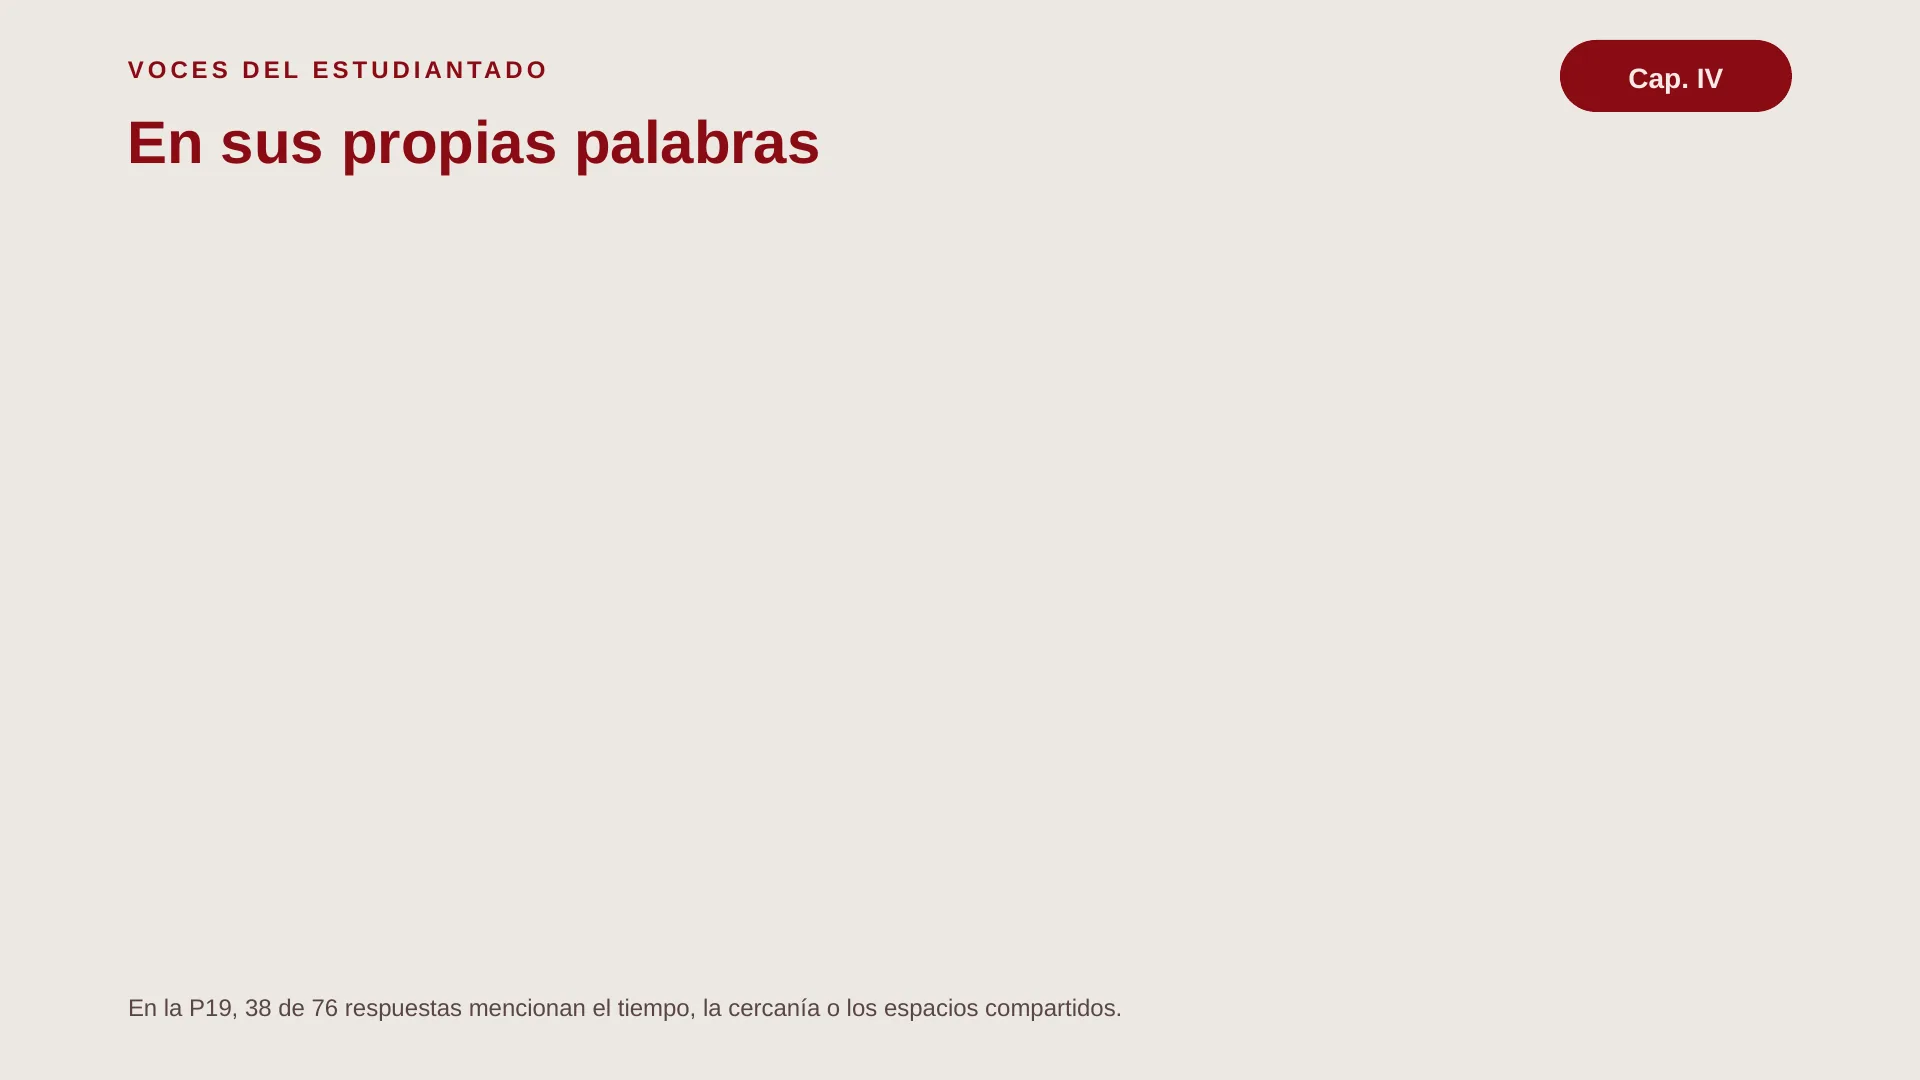 VOCES DEL ESTUDIANTADO
Cap. IV
En sus propias palabras
En la P19, 38 de 76 respuestas mencionan el tiempo, la cercanía o los espacios compartidos.